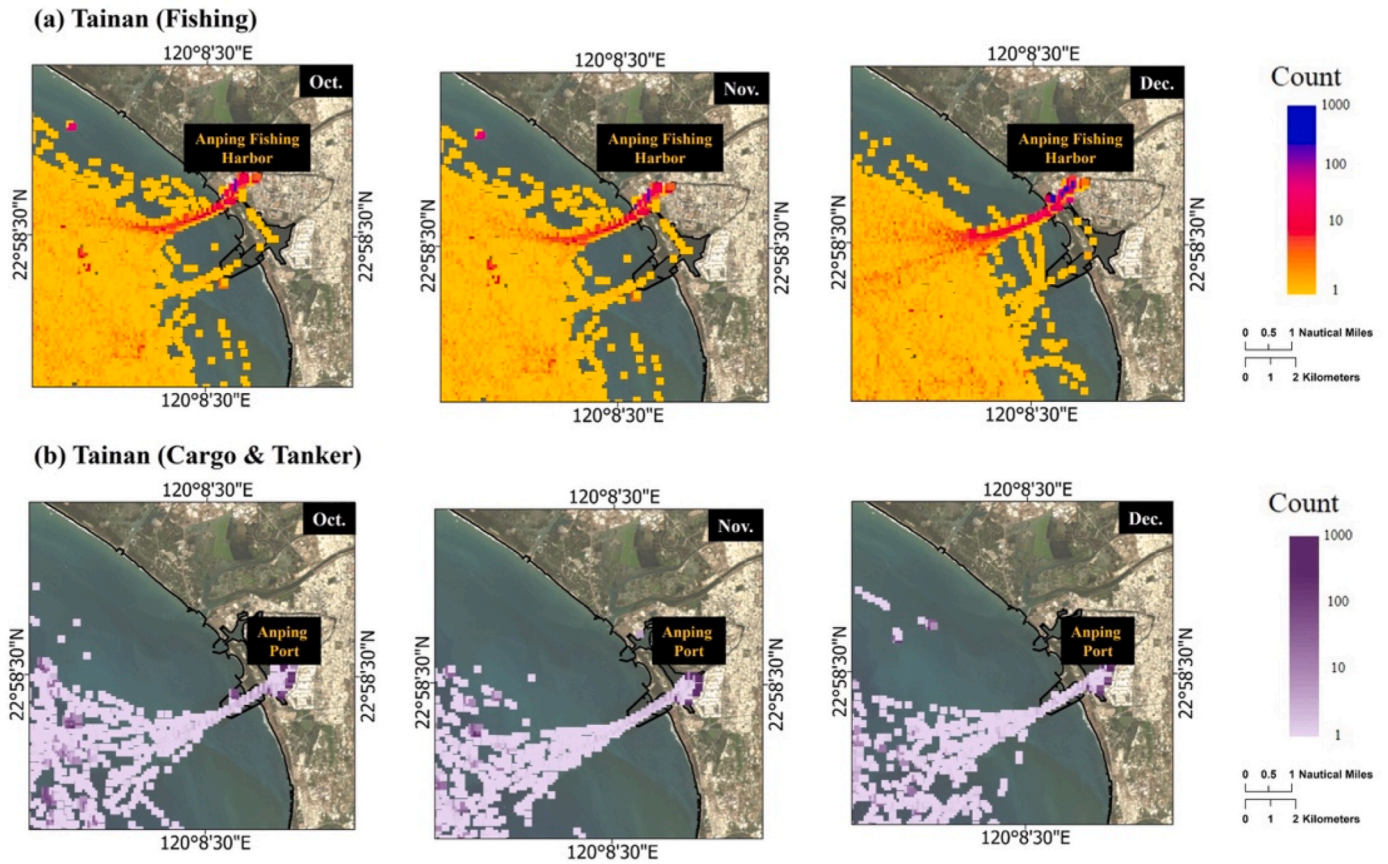 (a) Tainan (Fishing)
120°8'30"E
120°8'30"E
120°8'30"E
Oct.
Nov.
Dec.
Anping Fishing
Harbor
Anping Fishing
Harbor
Anping Fishing
Harbor
22°58'30"N
22°58'30"N
22°58'30"N
22°58'30"N
22°58'30"N
22°58'30"N
120°8'30"E
120°8'30"E
120°8'30"E
Count
1000
100
10
1
0 0.5 1 Nautical Miles
0 1 2 Kilometers
(b) Tainan (Cargo & Tanker)
120°8'30"E
120°8'30"E
120°8'30"E
Oct.
Nov.
Dec.
Anping
Port
Anping
Port
Anping
Port
22°58'30"N
22°58'30"N
22°58'30"N
22°58'30"N
22°58'30"N
22°58'30"N
120°8'30"E
120°8'30"E
120°8'30"E
Count
1000
100
10
1
0 0.5 1 Nautical Miles
0 1 2 Kilometers